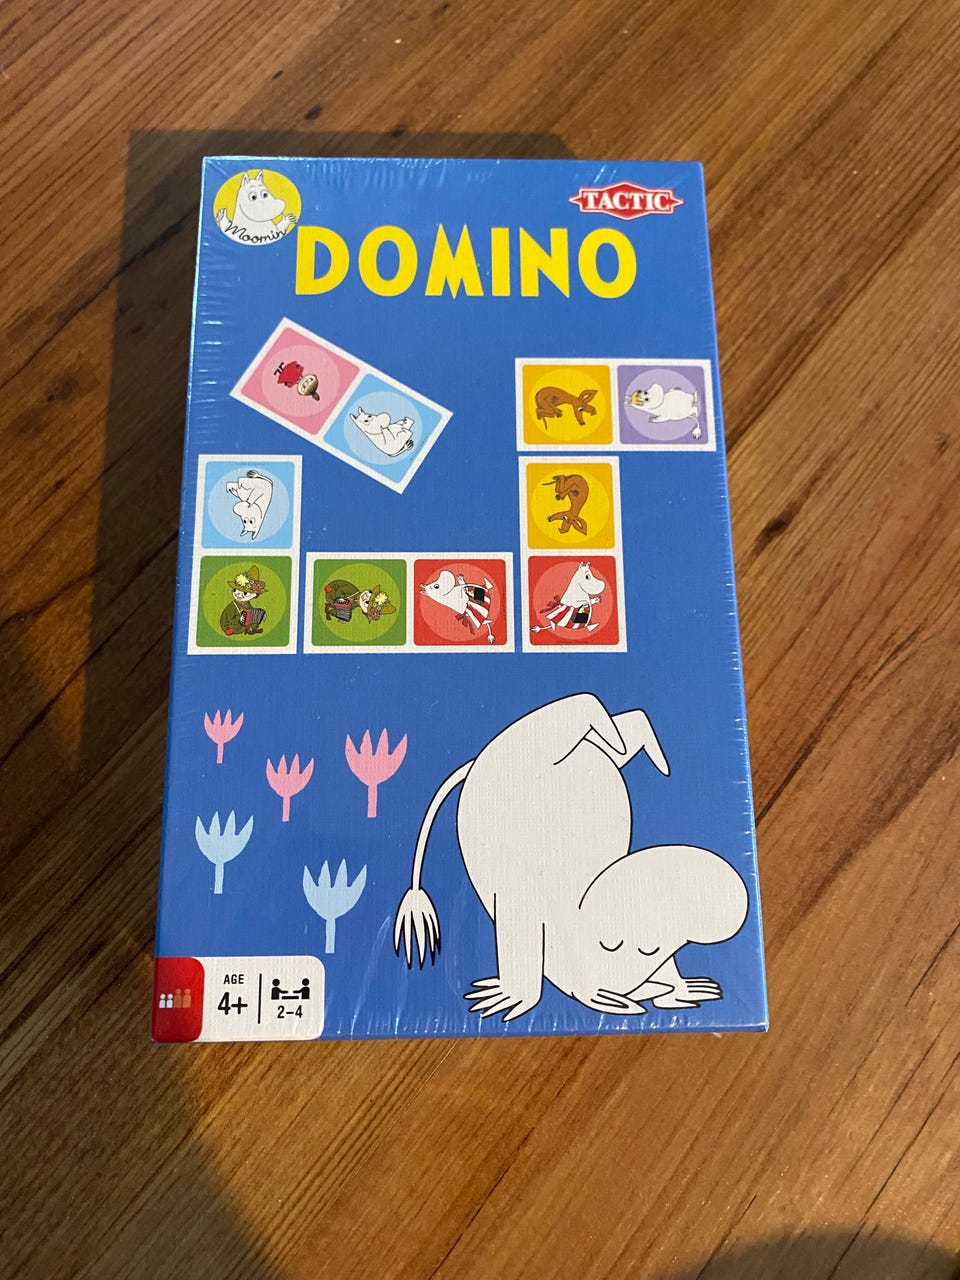 Moomin
TACTIC
DOMINO
AGE
4+
2–4